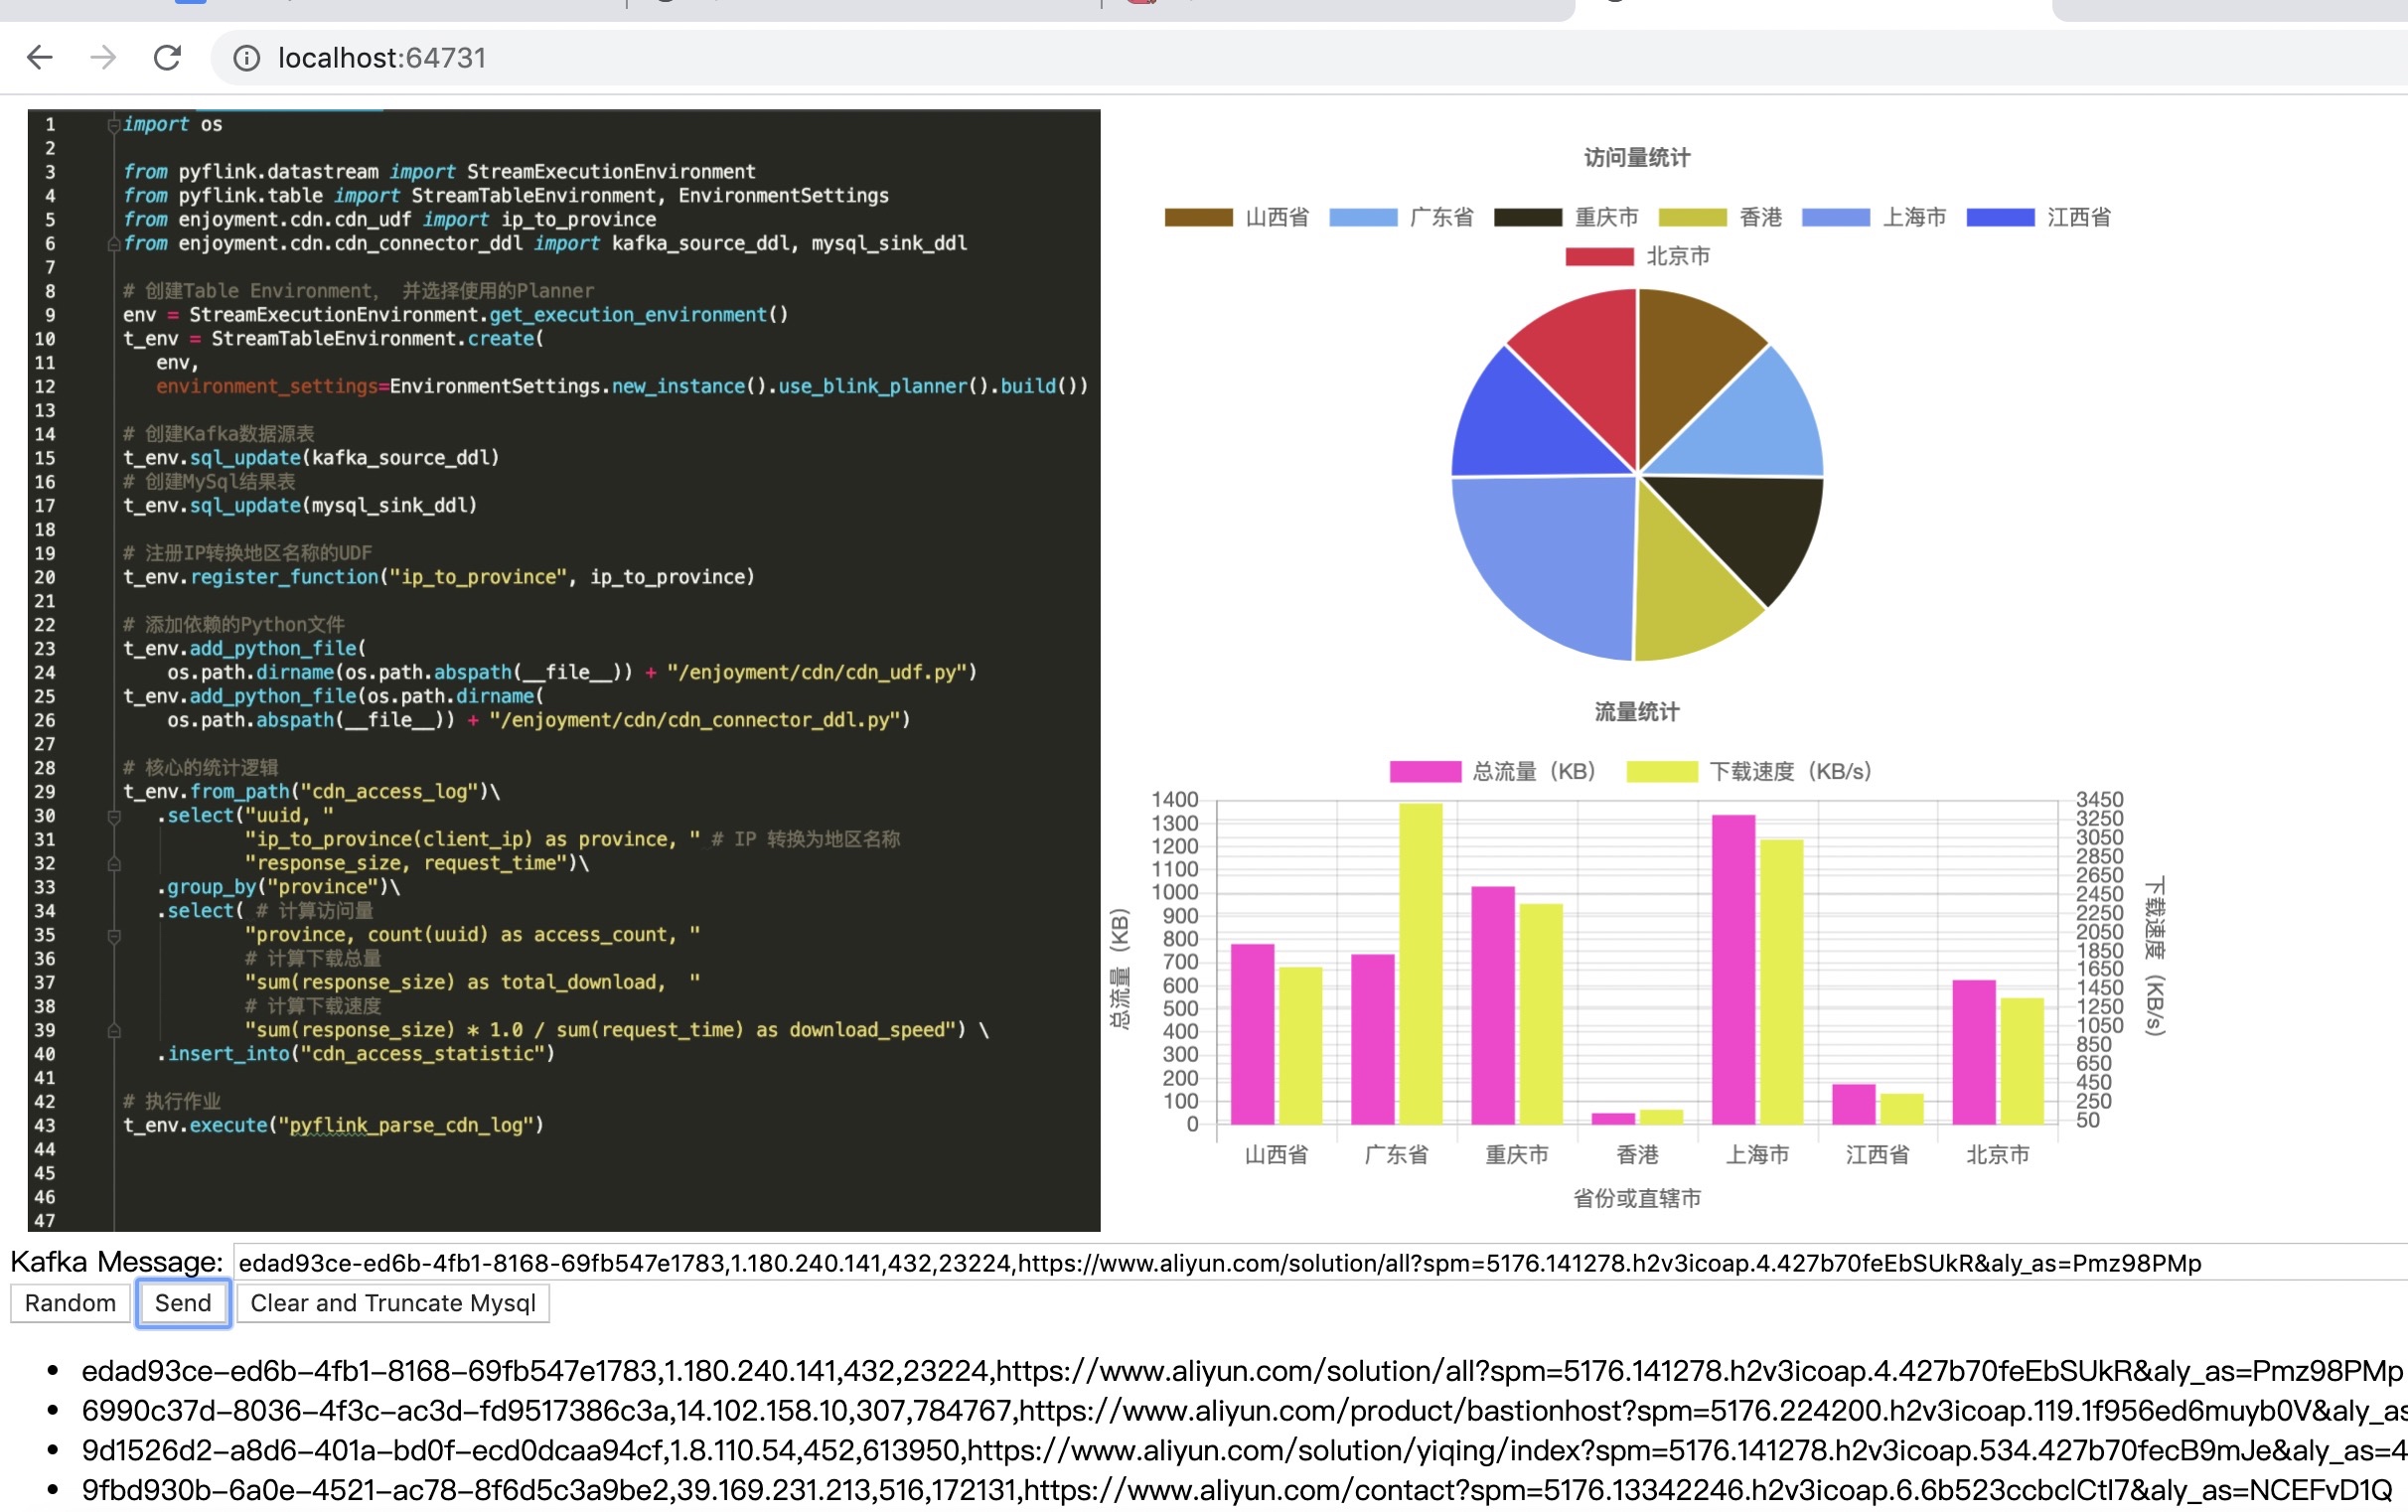 localhost:64731
1 import os
2
3 from pyflink.datastream import StreamExecutionEnvironment
4 from pyflink.table import StreamTableEnvironment, EnvironmentSettings
5 from enjoyment.cdn.cdn_udf import ip_to_province
6 from enjoyment.cdn.cdn_connector_ddl import kafka_source_ddl, mysql_sink_ddl
7
8 # 创建Table Environment, 并选择使用的Planner
9 env = StreamExecutionEnvironment.get_execution_environment()
10 t_env = StreamTableEnvironment.create(
11 env,
12 environment_settings=EnvironmentSettings.new_instance().use_blink_planner().build())
13
14 # 创建Kafka数据源表
15 t_env.sql_update(kafka_source_ddl)
16 # 创建MySql结果表
17 t_env.sql_update(mysql_sink_ddl)
18
19 # 注册IP转换地区名称的UDF
20 t_env.register_function("ip_to_province", ip_to_province)
21
22 # 添加依赖的Python文件
23 t_env.add_python_file(
24 os.path.dirname(os.path.abspath(__file__)) + "/enjoyment/cdn/cdn_udf.py")
25 t_env.add_python_file(os.path.dirname(
26 os.path.abspath(__file__)) + "/enjoyment/cdn/cdn_connector_ddl.py")
27
28 # 核心的统计逻辑
29 t_env.from_path("cdn_access_log")\
30 .select("uuid, "
31 "ip_to_province(client_ip) as province, " # IP 转换为地区名称
32 "response_size, request_time")\
33 .group_by("province")\
34 .select( # 计算访问量
35 "province, count(uuid) as access_count, "
36 # 计算下载总量
37 "sum(response_size) as total_download,  "
38 # 计算下载速度
39 "sum(response_size) * 1.0 / sum(request_time) as download_speed") \
40 .insert_into("cdn_access_statistic")
41
42 # 执行作业
43 t_env.execute("pyflink_parse_cdn_log")
44
45
46
47
访问量统计
山西省 广东省 重庆市 香港 上海市 江西省
北京市
流量统计
总流量（KB） 下载速度（KB/s）
1400
1300
1200
1100
1000
900
800
700
600
500
400
300
200
100
0
总流量（KB）
3450
3250
3050
2850
2650
2450
2250
2050
1850
1650
1450
1250
1050
850
650
450
250
50
下载速度（KB/s）
山西省 广东省 重庆市 香港 上海市 江西省 北京市
省份或直辖市
Kafka Message: edad93ce-ed6b-4fb1-8168-69fb547e1783,1.180.240.141,432,23224,https://www.aliyun.com/solution/all?spm=5176.141278.h2v3icoap.4.427b70feEbSUkR&aly_as=Pmz98PMp
Random Send Clear and Truncate Mysql
• edad93ce-ed6b-4fb1-8168-69fb547e1783,1.180.240.141,432,23224,https://www.aliyun.com/solution/all?spm=5176.141278.h2v3icoap.4.427b70feEbSUkR&aly_as=Pmz98PMp
• 6990c37d-8036-4f3c-ac3d-fd9517386c3a,14.102.158.10,307,784767,https://www.aliyun.com/product/bastionhost?spm=5176.224200.h2v3icoap.119.1f956ed6muyb0V&aly_as
• 9d1526d2-a8d6-401a-bd0f-ecd0dcaa94cf,1.8.110.54,452,613950,https://www.aliyun.com/solution/yiqing/index?spm=5176.141278.h2v3icoap.534.427b70fecB9mJe&aly_as=4
• 9fbd930b-6a0e-4521-ac78-8f6d5c3a9be2,39.169.231.213,516,172131,https://www.aliyun.com/contact?spm=5176.13342246.h2v3icoap.6.6b523ccbclCtI7&aly_as=NCEFvD1Q